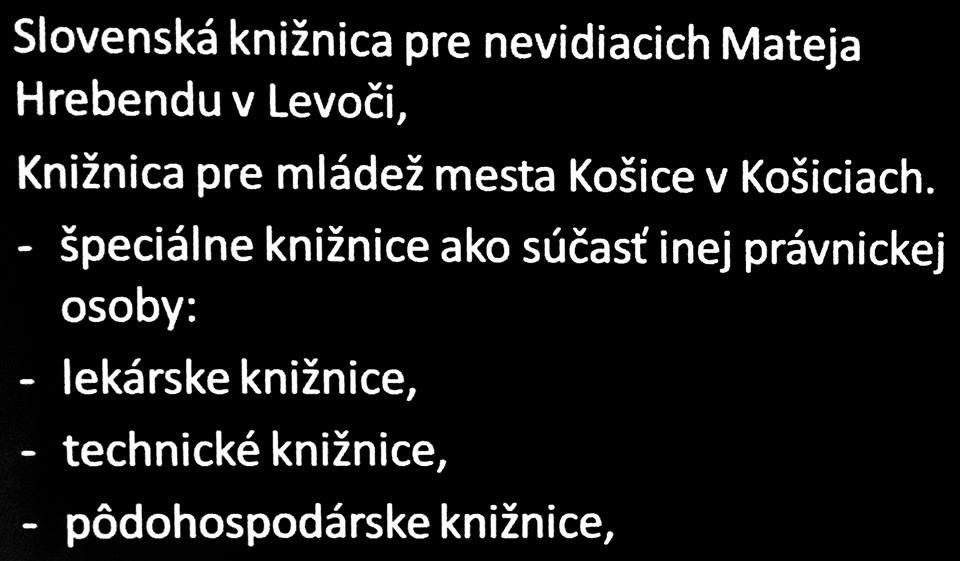 Slovenská knižnica pre nevidiacich Mateja
Hrebendu v Levoči,
Knižnica pre mládež mesta Košice v Košiciach.
- špeciálne knižnice ako súčasť inej právnickej
osoby:
- lekárske knižnice,
- technické knižnice,
- pôdohospodárske knižnice,